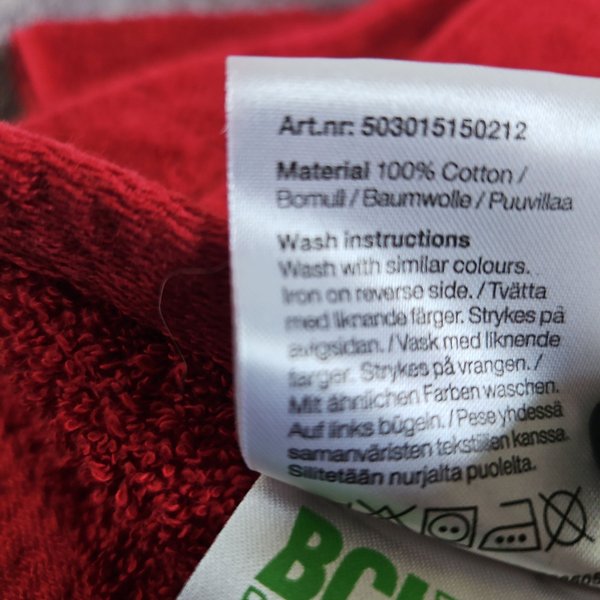 Art.nr: 503015150212
Material 100% Cotton /
Bomull / Baumwolle / Puuvillaa
Wash instructions
Wash with similar colours.
Iron on reverse side. / Tvätta
med liknande färger. Strykes på
avigsidan. / Vask med liknende
farger. Strykes på vrangen. /
Mit ähnlichen Farben waschen.
Auf links bügeln. / Pese yhdessä
samanväristen tekstiilien kanssa.
Silitetään nurjalta puolelta.